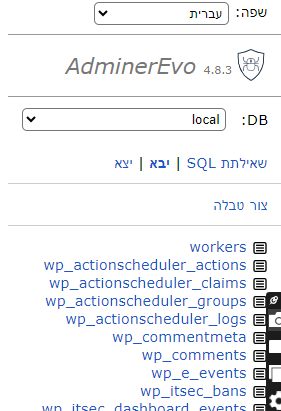 שפה: עברית
AdminerEvo 4.8.3
DB: local
שאילתת SQL | יבא | יצא
צור טבלה
workers
wp_actionscheduler_actions
wp_actionscheduler_claims
wp_actionscheduler_groups
wp_actionscheduler_logs
wp_commentmeta
wp_comments
wp_e_events
wp_itsec_bans
wp_itsec_dashboard_events